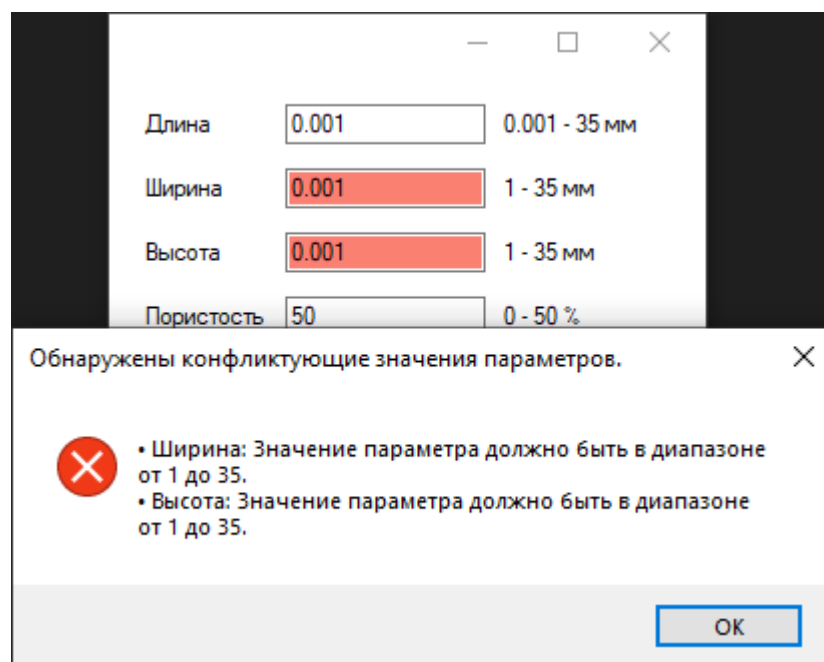 Длина 0.001 0.001 - 35 мм
Ширина 0.001 1 - 35 мм
Высота 0.001 1 - 35 мм
Пористость 50 0 - 50 %
Обнаружены конфликтующие значения параметров.
• Ширина: Значение параметра должно быть в диапазоне
от 1 до 35.
• Высота: Значение параметра должно быть в диапазоне
от 1 до 35.
ОК